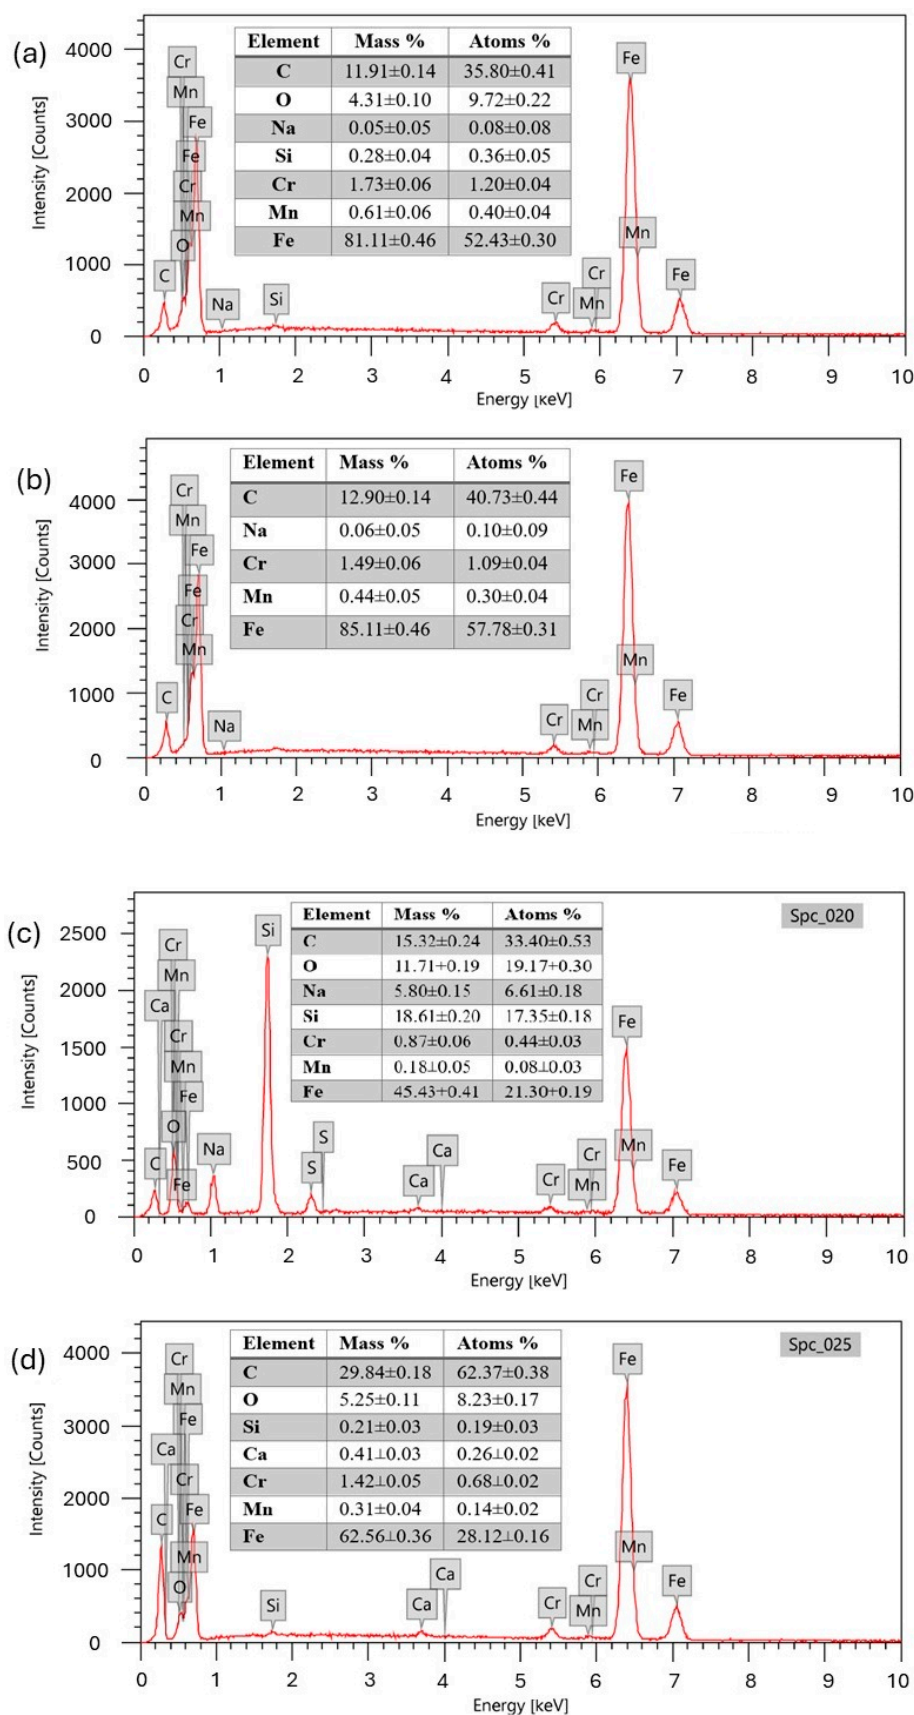 (a)
Intensity [Counts]
4000
3000
2000
1000
0
Cr
Mn
Fe
Fe
Cr
Mn
O
C
Na
Si
Cr
Cr
Mn
Fe
Mn
Fe
Element Mass % Atoms %
C 11.91±0.14 35.80±0.41
O 4.31±0.10 9.72±0.22
Na 0.05±0.05 0.08±0.08
Si 0.28±0.04 0.36±0.05
Cr 1.73±0.06 1.20±0.04
Mn 0.61±0.06 0.40±0.04
Fe 81.11±0.46 52.43±0.30
0 1 2 3 4 5 6 7 8 9 10
Energy [keV]
(b)
Intensity [Counts]
4000
3000
2000
1000
0
Cr
Mn
Fe
Fe
Cr
Mn
C
Na
Cr
Cr
Mn
Fe
Mn
Fe
Element Mass % Atoms %
C 12.90±0.14 40.73±0.44
Na 0.06±0.05 0.10±0.09
Cr 1.49±0.06 1.09±0.04
Mn 0.44±0.05 0.30±0.04
Fe 85.11±0.46 57.78±0.31
0 1 2 3 4 5 6 7 8 9 10
Energy [keV]
(c)
Spc_020
Intensity [Counts]
2500
2000
1500
1000
500
0
Cr
Mn
Ca
Cr
Mn
Fe
O
C
Fe
Na
Si
S
S
Ca
Ca
Cr
Cr
Mn
Fe
Mn
Fe
Element Mass % Atoms %
C 15.32±0.24 33.40±0.53
O 11.71+0.19 19.17+0.30
Na 5.80±0.15 6.61±0.18
Si 18.61±0.20 17.35±0.18
Cr 0.87±0.06 0.44±0.03
Mn 0.18±0.05 0.08±0.03
Fe 45.43+0.41 21.30+0.19
0 1 2 3 4 5 6 7 8 9 10
Energy [keV]
(d)
Spc_025
Intensity [Counts]
4000
3000
2000
1000
0
Cr
Mn
Fe
Ca
Cr
C
Fe
Mn
O
Si
Ca
Ca
Cr
Cr
Mn
Fe
Mn
Fe
Element Mass % Atoms %
C 29.84±0.18 62.37±0.38
O 5.25±0.11 8.23±0.17
Si 0.21±0.03 0.19±0.03
Ca 0.41±0.03 0.26±0.02
Cr 1.42±0.05 0.68±0.02
Mn 0.31±0.04 0.14±0.02
Fe 62.56±0.36 28.12±0.16
0 1 2 3 4 5 6 7 8 9 10
Energy [keV]